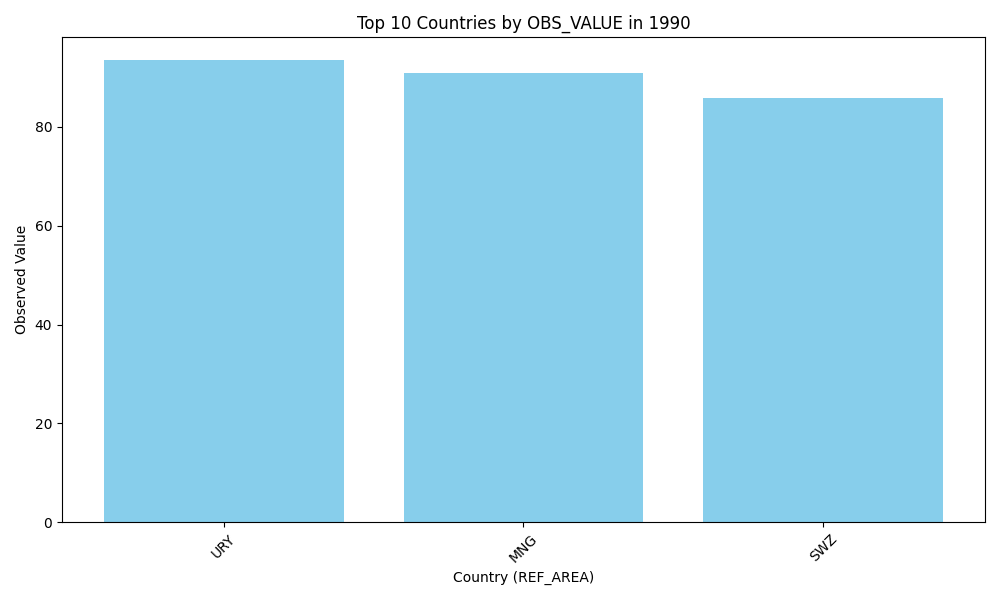 Top 10 Countries by OBS_VALUE in 1990
Observed Value
80
60
40
20
0
URY
MNG
SWZ
Country (REF_AREA)